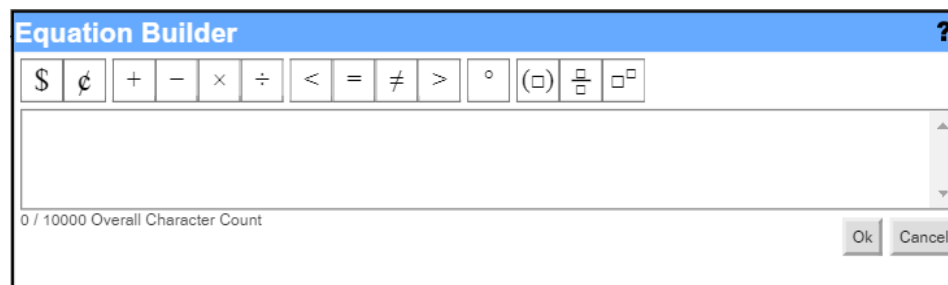 Equation Builder ?
$ ¢ + − × ÷ < = ≠ > ° (□) □/□ □□
0 / 10000 Overall Character Count
Ok Cancel